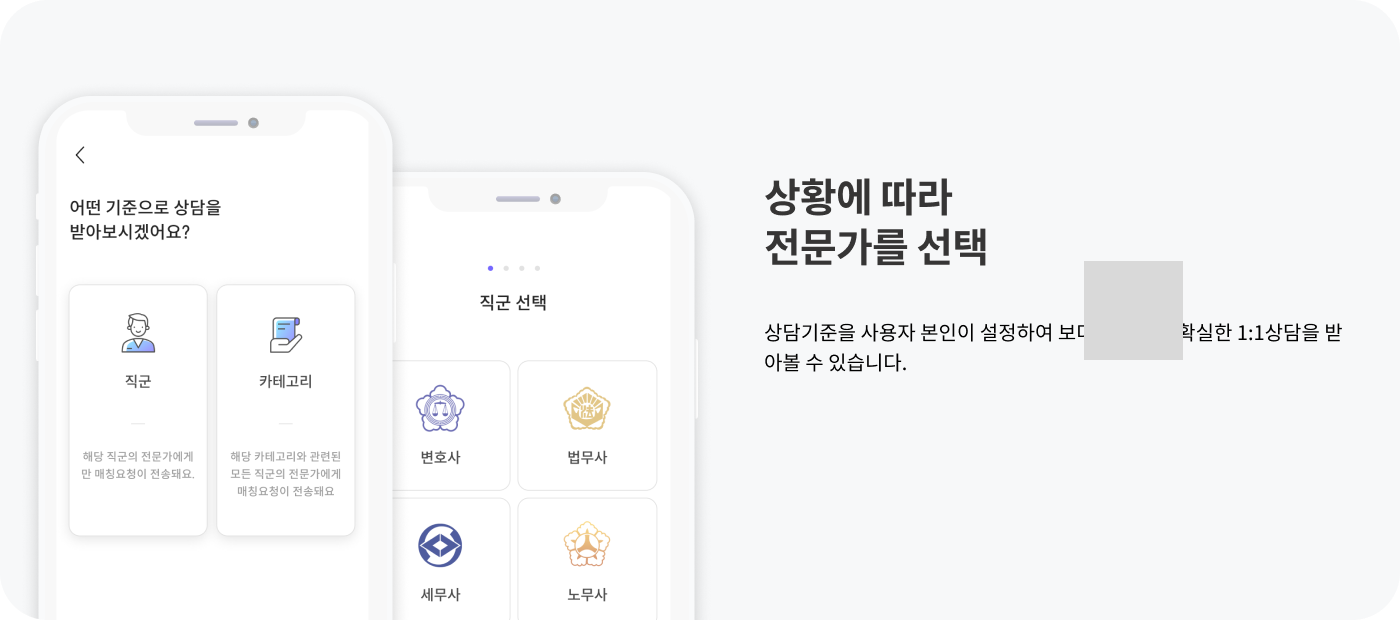 어떤 기준으로 상담을
받아보시겠어요?
직군
해당 직군의 전문가에게
만 매칭요청이 전송돼요.
카테고리
해당 카테고리와 관련된
모든 직군의 전문가에게
매칭요청이 전송돼요
직군 선택
변호사
법무사
세무사
노무사
상황에 따라
전문가를 선택
상담기준을 사용자 본인이 설정하여 1:1상담을 받
아볼 수 있습니다.